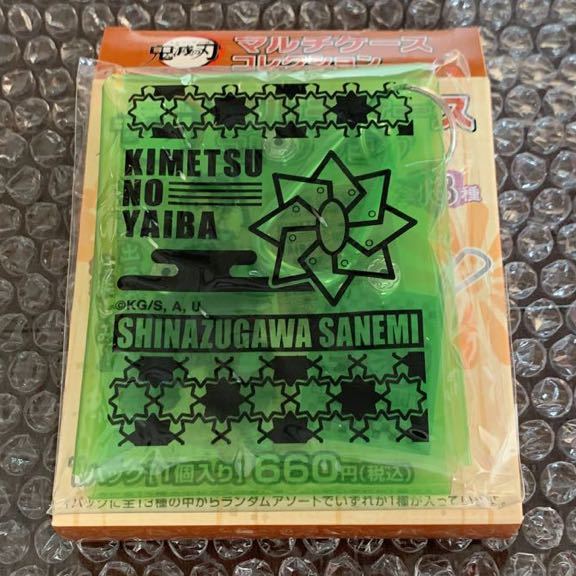 鬼滅の刃
マルチケース
コレクション
KIMETSU
NO
YAIBA
種
©KG/S, A, U
SHINAZUGAWA SANEMI
1パック[1個入り]660円(税込)
1パックに全13種の中からランダムアソートでいずれか1種が入って